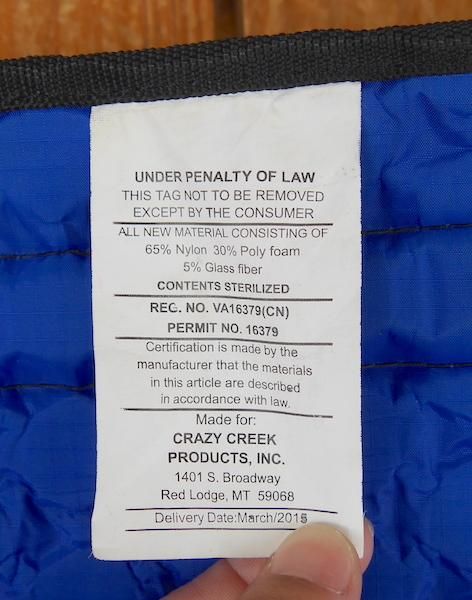 UNDER PENALTY OF LAW
THIS TAG NOT TO BE REMOVED
EXCEPT BY THE CONSUMER
ALL NEW MATERIAL CONSISTING OF
65% Nylon 30% Poly foam
5% Glass fiber
CONTENTS STERILIZED
REG. NO. VA16379(CN)
PERMIT NO. 16379
Certification is made by the
manufacturer that the materials
in this article are described
in accordance with law.
Made for:
CRAZY CREEK
PRODUCTS, INC.
1401 S. Broadway
Red Lodge, MT 59068
Delivery Date:March/2015